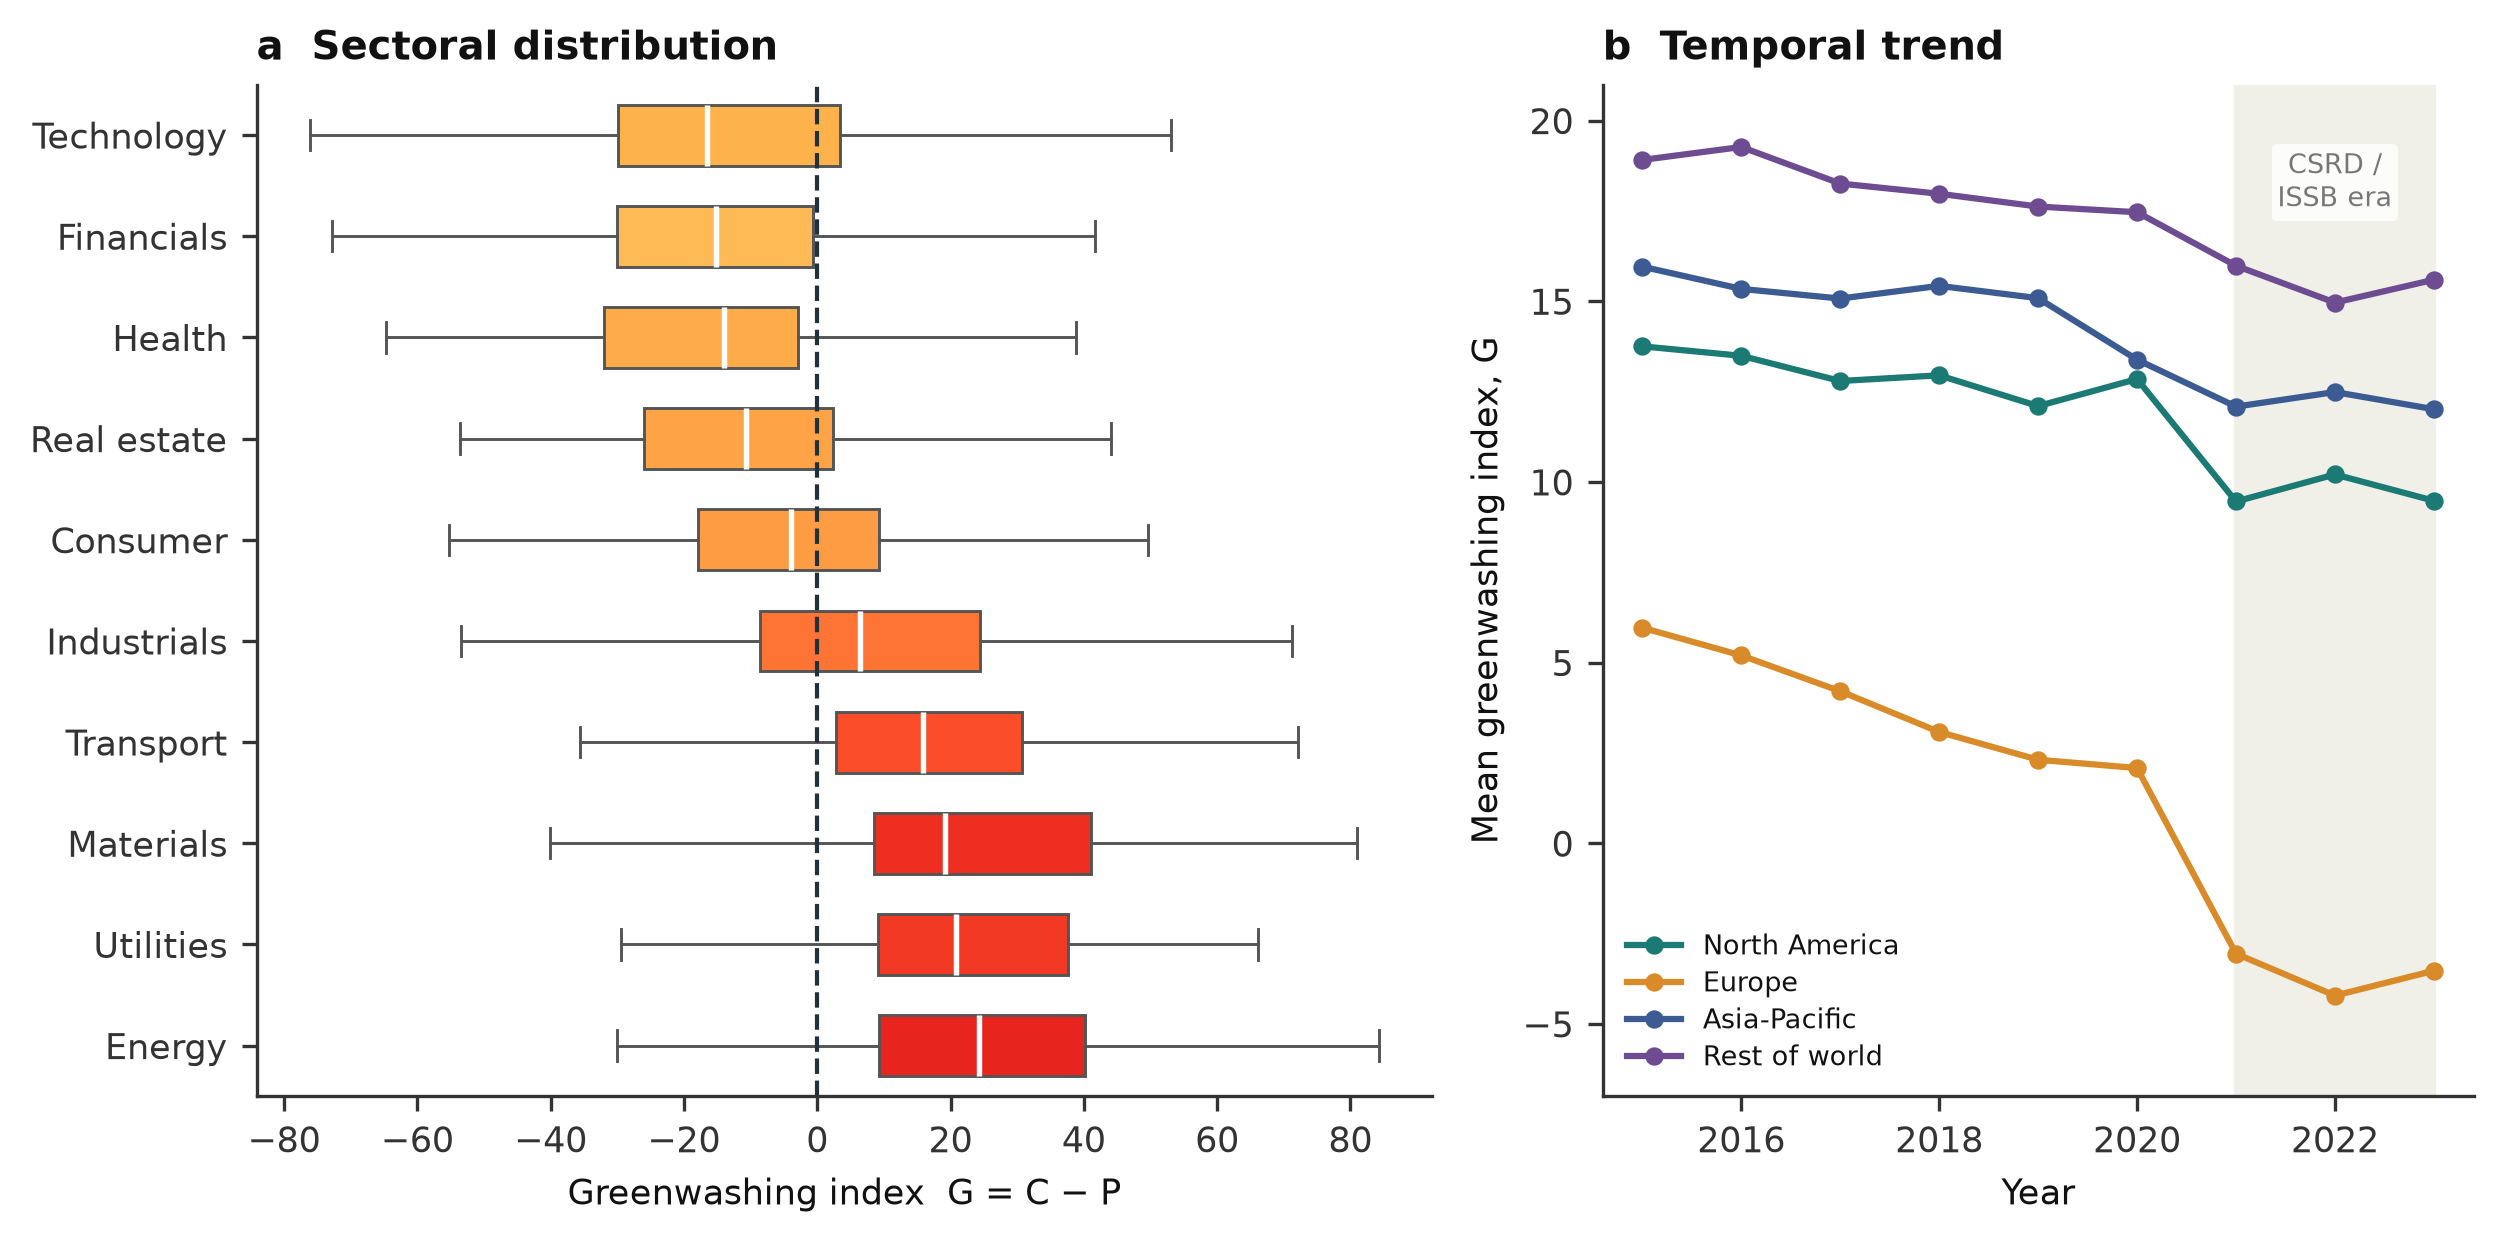 a  Sectoral distribution
Technology
Financials
Health
Real estate
Consumer
Industrials
Transport
Materials
Utilities
Energy
−80 −60 −40 −20 0 20 40 60 80
Greenwashing index  G = C − P
b  Temporal trend
Mean greenwashing index, G
20
15
10
5
0
−5
CSRD /
ISSB era
North America
Europe
Asia-Pacific
Rest of world
2016 2018 2020 2022
Year